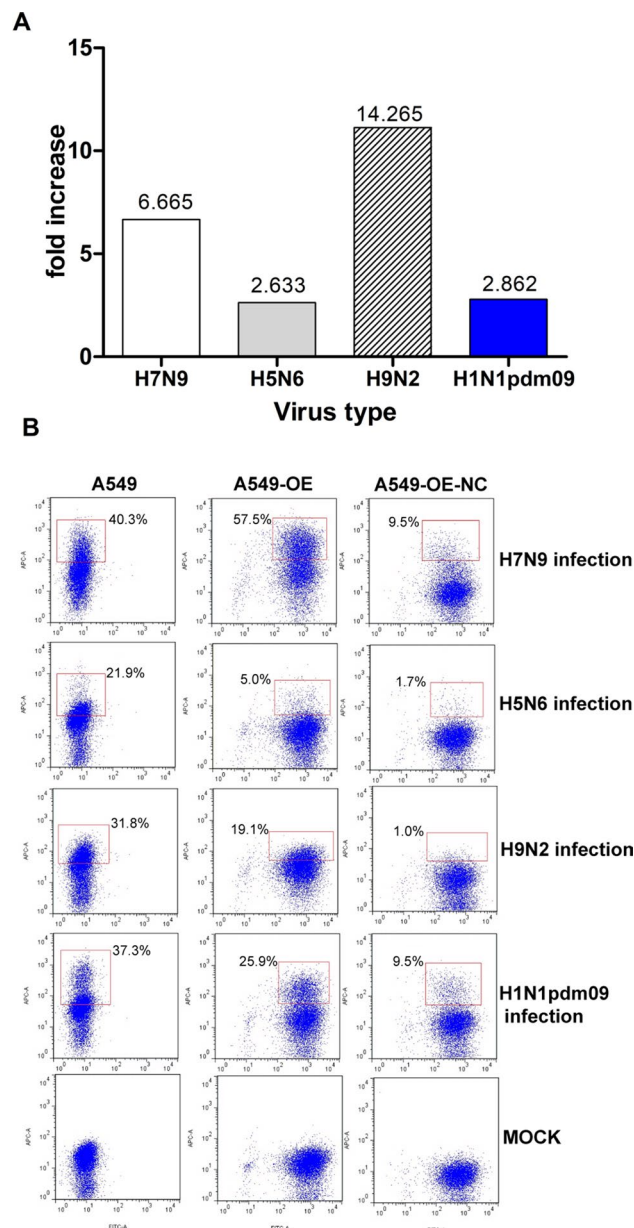 A
15
10
5
0
fold increase
6.665
2.633
14.265
2.862
H7N9 H5N6 H9N2 H1N1pdm09
Virus type
B
A549 A549-OE A549-OE-NC
40.3% 57.5% 9.5%
H7N9 infection
21.9% 5.0% 1.7%
H5N6 infection
31.8% 19.1% 1.0%
H9N2 infection
37.3% 25.9% 9.5%
H1N1pdm09
infection
MOCK
APC-A
FITC-A